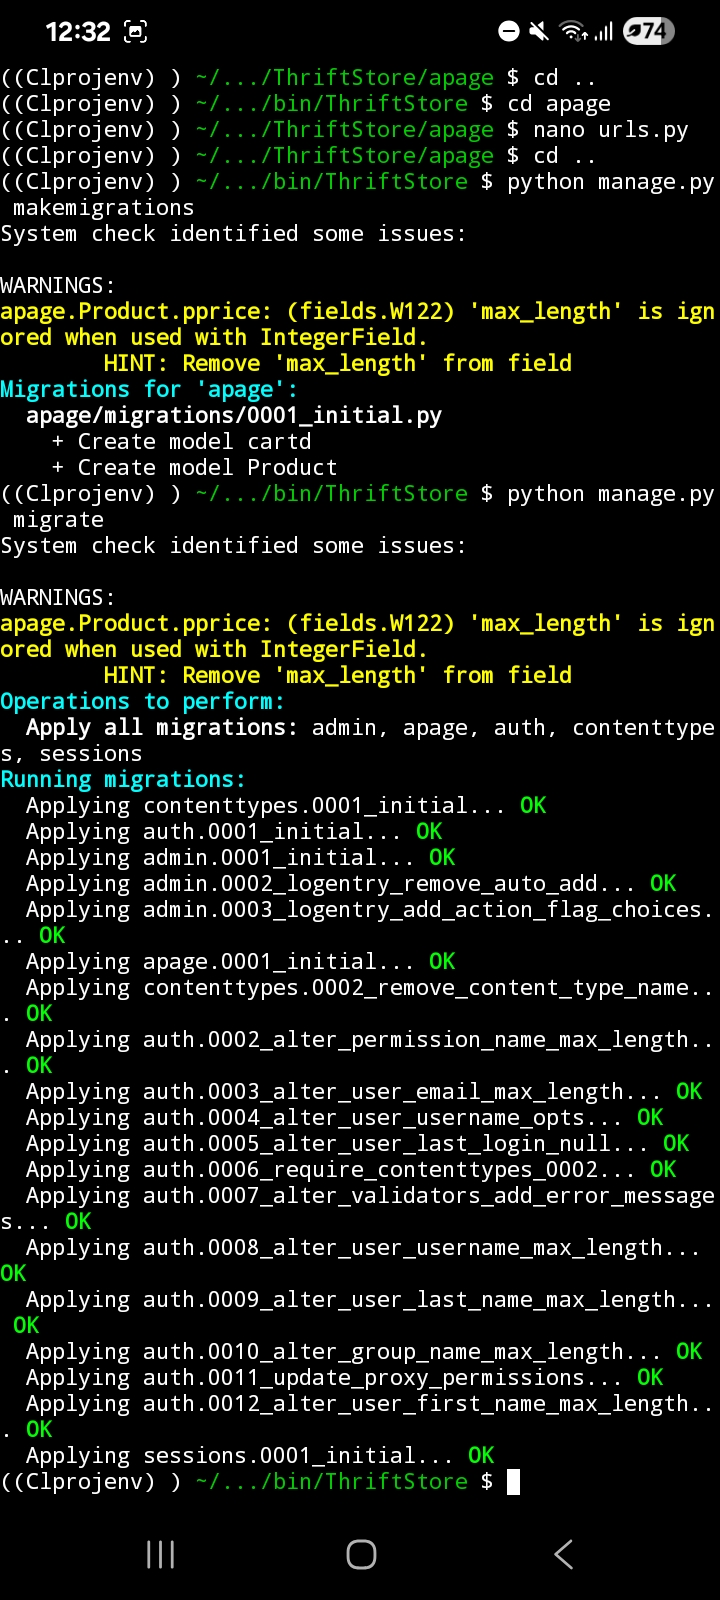 12:32 74
((Clprojenv) ) ~/.../ThriftStore/apage $ cd ..
((Clprojenv) ) ~/.../bin/ThriftStore $ cd apage
((Clprojenv) ) ~/.../ThriftStore/apage $ nano urls.py
((Clprojenv) ) ~/.../ThriftStore/apage $ cd ..
((Clprojenv) ) ~/.../bin/ThriftStore $ python manage.py
 makemigrations
System check identified some issues:

WARNINGS:
apage.Product.pprice: (fields.W122) 'max_length' is ign
ored when used with IntegerField.
        HINT: Remove 'max_length' from field
Migrations for 'apage':
  apage/migrations/0001_initial.py
    + Create model cartd
    + Create model Product
((Clprojenv) ) ~/.../bin/ThriftStore $ python manage.py
 migrate
System check identified some issues:

WARNINGS:
apage.Product.pprice: (fields.W122) 'max_length' is ign
ored when used with IntegerField.
        HINT: Remove 'max_length' from field
Operations to perform:
  Apply all migrations: admin, apage, auth, contenttype
s, sessions
Running migrations:
  Applying contenttypes.0001_initial... OK
  Applying auth.0001_initial... OK
  Applying admin.0001_initial... OK
  Applying admin.0002_logentry_remove_auto_add... OK
  Applying admin.0003_logentry_add_action_flag_choices.
.. OK
  Applying apage.0001_initial... OK
  Applying contenttypes.0002_remove_content_type_name..
. OK
  Applying auth.0002_alter_permission_name_max_length..
. OK
  Applying auth.0003_alter_user_email_max_length... OK
  Applying auth.0004_alter_user_username_opts... OK
  Applying auth.0005_alter_user_last_login_null... OK
  Applying auth.0006_require_contenttypes_0002... OK
  Applying auth.0007_alter_validators_add_error_message
s... OK
  Applying auth.0008_alter_user_username_max_length...
OK
  Applying auth.0009_alter_user_last_name_max_length...
 OK
  Applying auth.0010_alter_group_name_max_length... OK
  Applying auth.0011_update_proxy_permissions... OK
  Applying auth.0012_alter_user_first_name_max_length..
. OK
  Applying sessions.0001_initial... OK
((Clprojenv) ) ~/.../bin/ThriftStore $